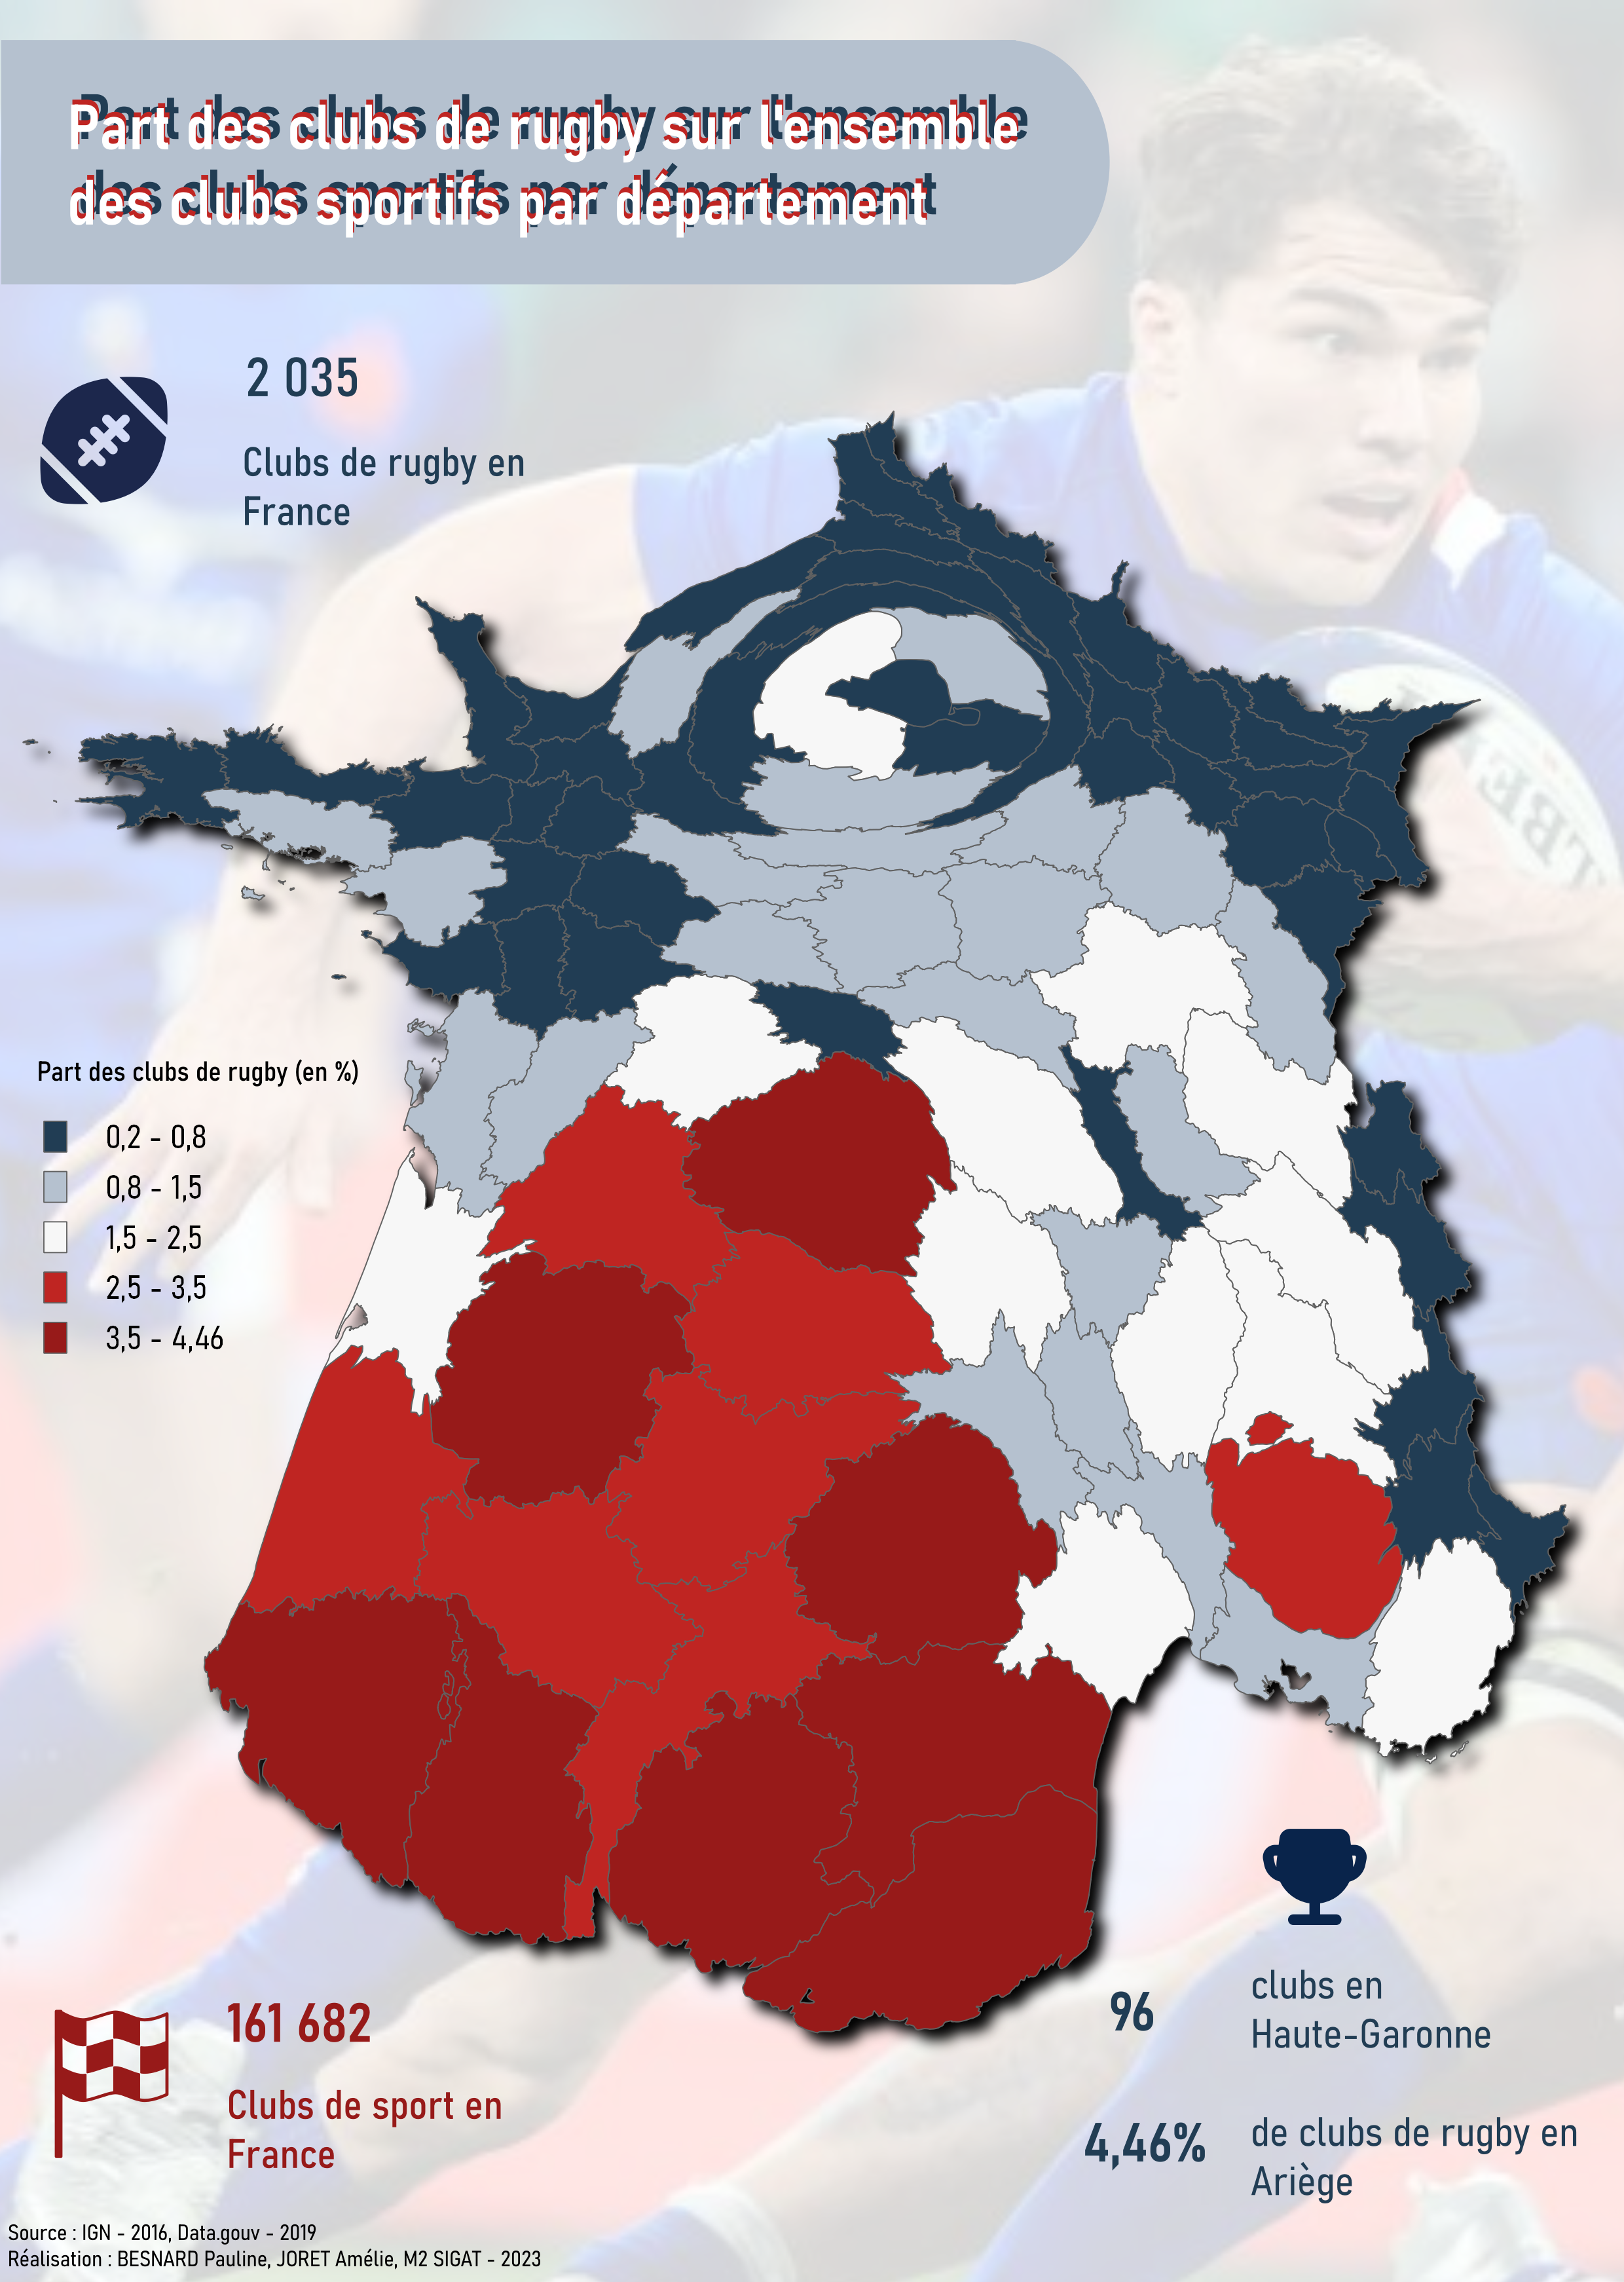 Part des clubs de rugby sur l'ensemble
des clubs sportifs par département
2 035
Clubs de rugby en
France
Part des clubs de rugby (en %)
0,2 - 0,8
0,8 - 1,5
1,5 - 2,5
2,5 - 3,5
3,5 - 4,46
161 682
Clubs de sport en
France
96
clubs en
Haute-Garonne
4,46%
de clubs de rugby en
Ariège
Source : IGN - 2016, Data.gouv - 2019
Réalisation : BESNARD Pauline, JORET Amélie, M2 SIGAT - 2023